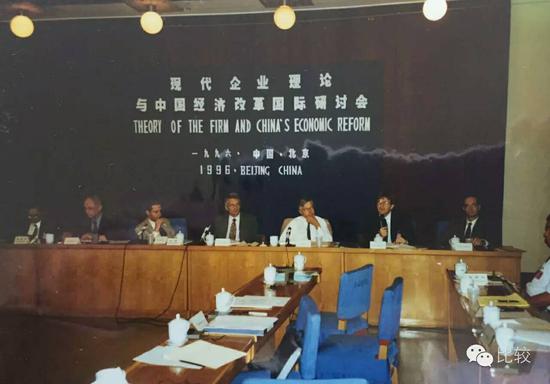 现代企业理论
与中国经济改革国际研讨会
THEORY OF THE FIRM AND CHINA'S ECONOMIC REFORM
一九九六·中国·北京
1996·BEIJING CHINA
比较